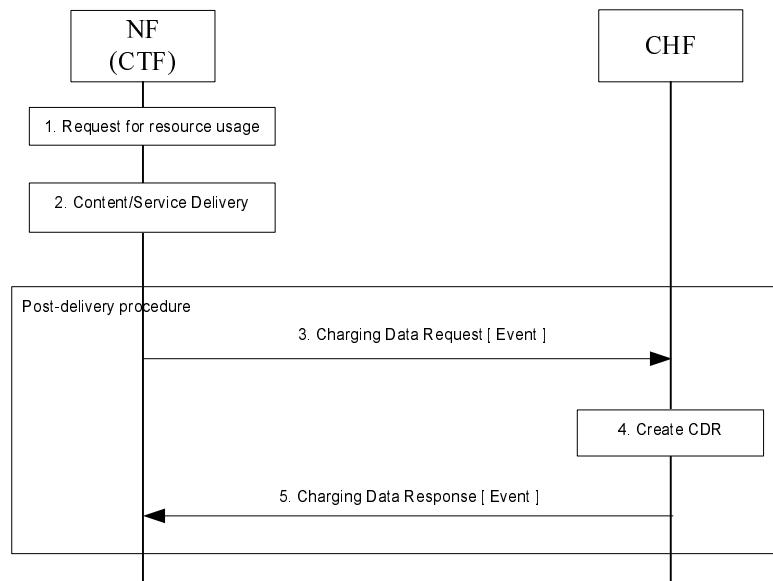 NF
(CTF)
CHF
1. Request for resource usage
2. Content/Service Delivery
Post-delivery procedure
3. Charging Data Request [ Event ]
4. Create CDR
5. Charging Data Response [ Event ]